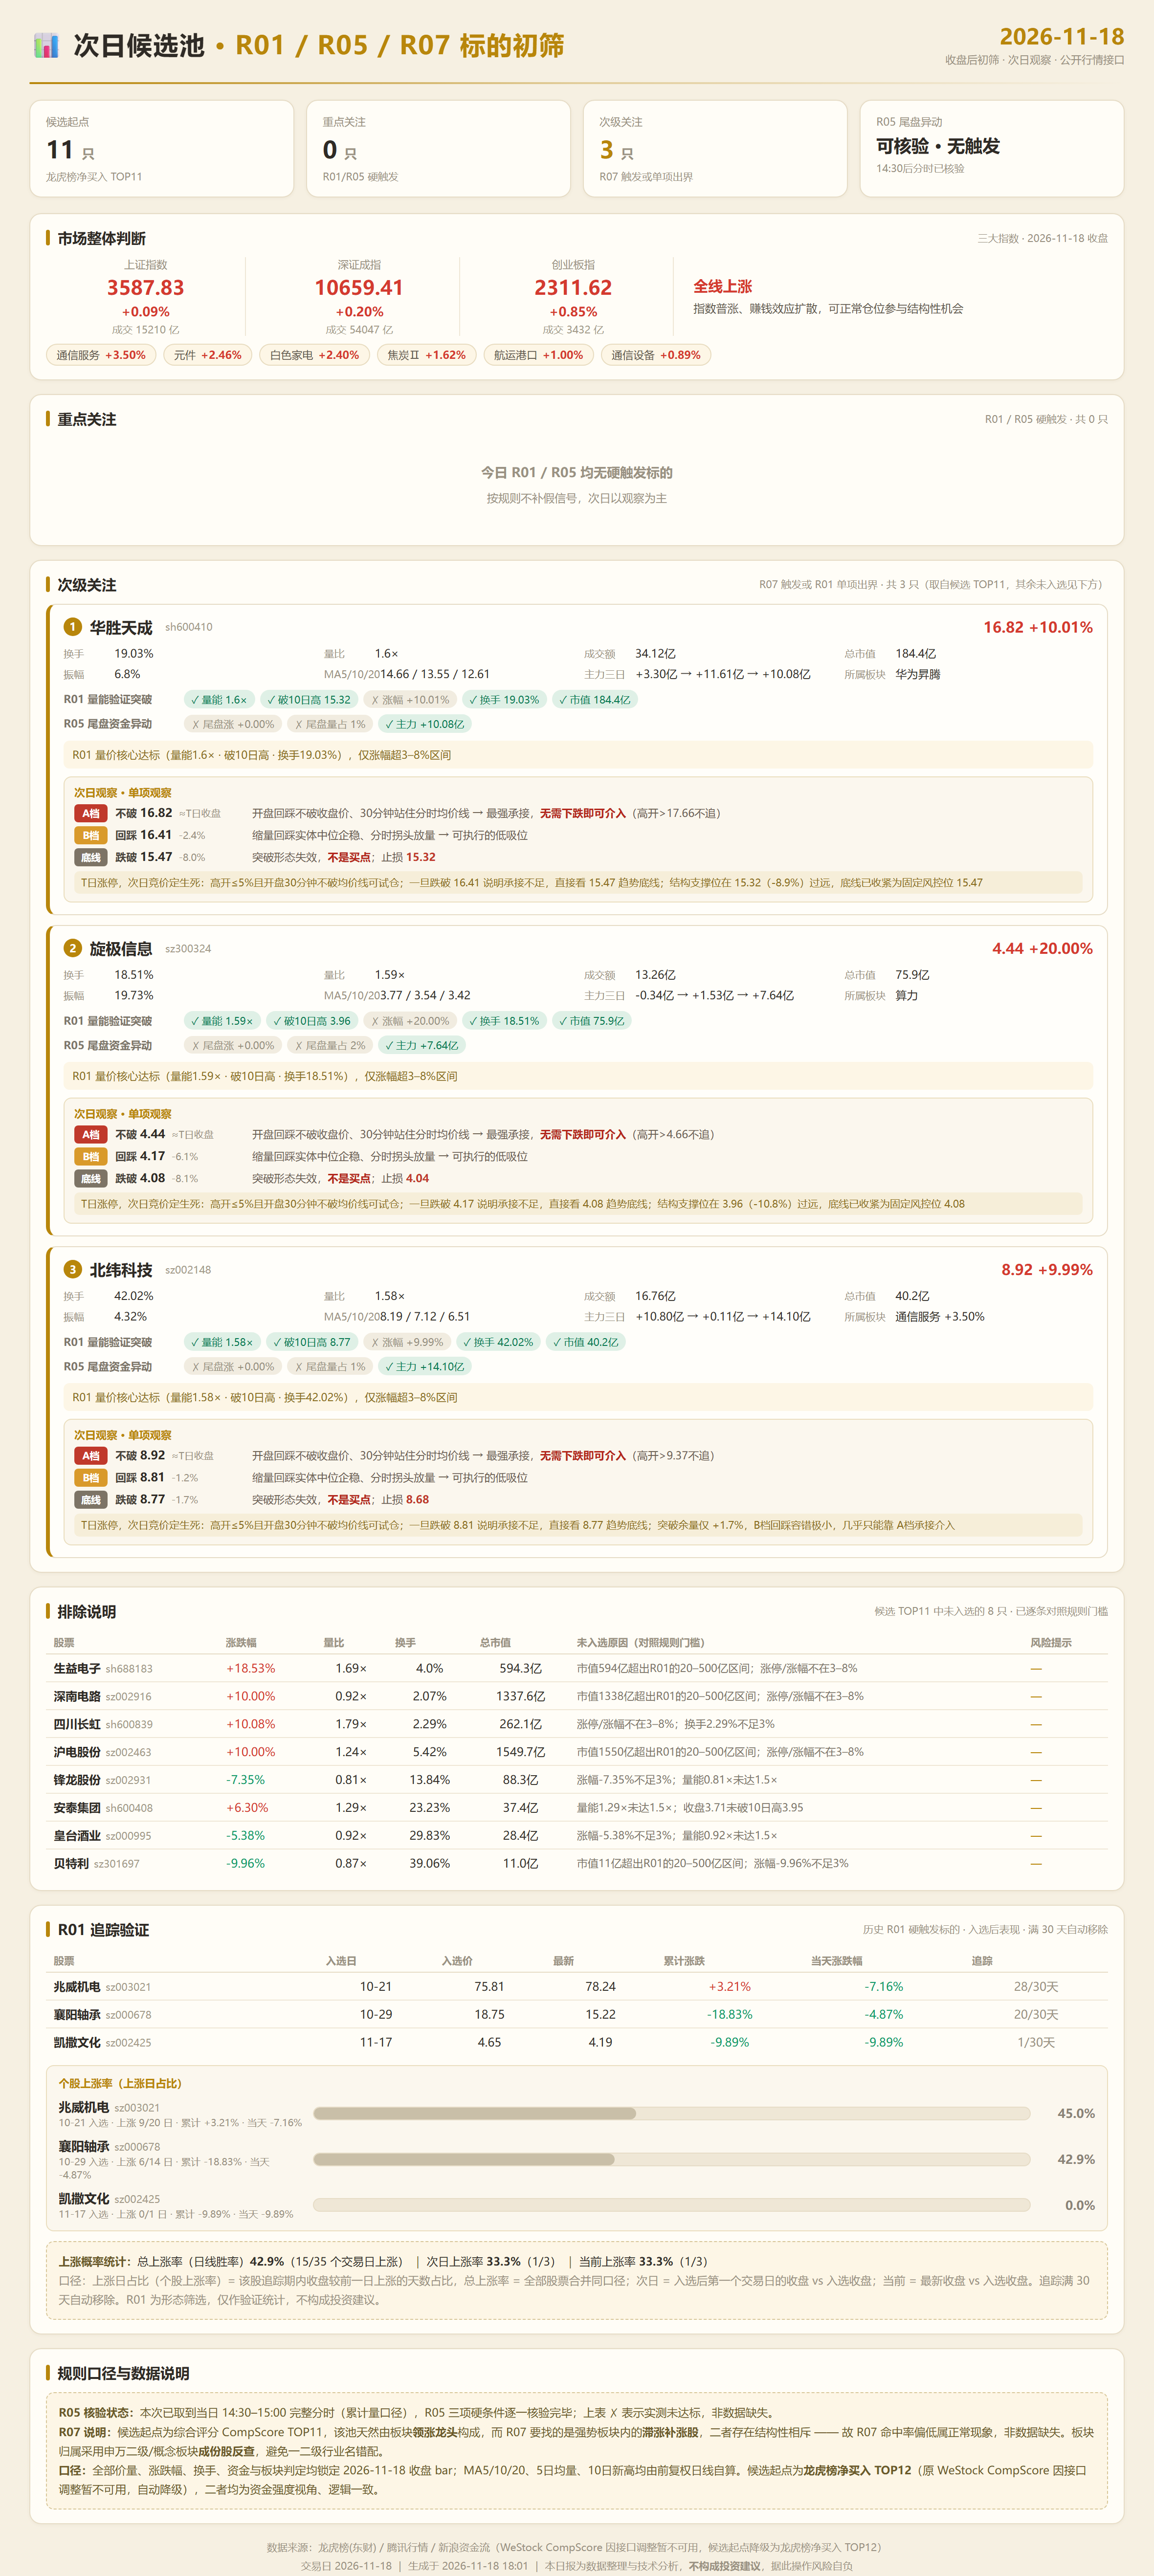 次日候选池 · R01 / R05 / R07 标的初筛
2026-11-18
收盘后初筛 · 次日观察 · 公开行情接口
候选起点
11 只
龙虎榜净买入 TOP11
重点关注
0 只
R01/R05 硬触发
次级关注
3 只
R07 触发或单项出界
R05 尾盘异动
可核验 · 无触发
14:30后分时已核验
市场整体判断
三大指数 · 2026-11-18 收盘
上证指数
3587.83
+0.09%
成交 15210 亿
深证成指
10659.41
+0.20%
成交 54047 亿
创业板指
2311.62
+0.85%
成交 3432 亿
全线上涨
指数普涨、赚钱效应扩散，可正常仓位参与结构性机会
通信服务 +3.50%
元件 +2.46%
白色家电 +2.40%
焦炭Ⅱ +1.62%
航运港口 +1.00%
通信设备 +0.89%
重点关注
R01 / R05 硬触发 · 共 0 只
今日 R01 / R05 均无硬触发标的
按规则不补假信号，次日以观察为主
次级关注
R07 触发或 R01 单项出界 · 共 3 只（取自候选 TOP11，其余未入选见下方）
1 华胜天成 sh600410
16.82 +10.01%
换手 19.03% 量比 1.6× 成交额 34.12亿 总市值 184.4亿
振幅 6.8% MA5/10/20 14.66 / 13.55 / 12.61 主力三日 +3.30亿 → +11.61亿 → +10.08亿 所属板块 华为昇腾
R01 量能验证突破 ✓ 量能 1.6× ✓ 破10日高 15.32 ✗ 涨幅 +10.01% ✓ 换手 19.03% ✓ 市值 184.4亿
R05 尾盘资金异动 ✗ 尾盘涨 +0.00% ✗ 尾盘量占 1% ✓ 主力 +10.08亿
R01 量价核心达标（量能1.6× · 破10日高 · 换手19.03%），仅涨幅超3–8%区间
次日观察 · 单项观察
A档 不破 16.82 ≈T日收盘 开盘回踩不破收盘价、30分钟站住分时均价线 → 最强承接，无需下跌即可介入（高开>17.66不追）
B档 回踩 16.41 -2.4% 缩量回踩实体中位企稳、分时拐头放量 → 可执行的低吸位
底线 跌破 15.47 -8.0% 突破形态失效，不是买点；止损 15.32
T日涨停，次日竞价定生死：高开≤5%且开盘30分钟不破均价线可试仓；一旦跌破 16.41 说明承接不足，直接看 15.47 趋势底线；结构支撑位在 15.32（-8.9%）过远，底线已收紧为固定风控位 15.47
2 旋极信息 sz300324
4.44 +20.00%
换手 18.51% 量比 1.59× 成交额 13.26亿 总市值 75.9亿
振幅 19.73% MA5/10/20 3.77 / 3.54 / 3.42 主力三日 -0.34亿 → +1.53亿 → +7.64亿 所属板块 算力
R01 量能验证突破 ✓ 量能 1.59× ✓ 破10日高 3.96 ✗ 涨幅 +20.00% ✓ 换手 18.51% ✓ 市值 75.9亿
R05 尾盘资金异动 ✗ 尾盘涨 +0.00% ✗ 尾盘量占 2% ✓ 主力 +7.64亿
R01 量价核心达标（量能1.59× · 破10日高 · 换手18.51%），仅涨幅超3–8%区间
次日观察 · 单项观察
A档 不破 4.44 ≈T日收盘 开盘回踩不破收盘价、30分钟站住分时均价线 → 最强承接，无需下跌即可介入（高开>4.66不追）
B档 回踩 4.17 -6.1% 缩量回踩实体中位企稳、分时拐头放量 → 可执行的低吸位
底线 跌破 4.08 -8.1% 突破形态失效，不是买点；止损 4.04
T日涨停，次日竞价定生死：高开≤5%且开盘30分钟不破均价线可试仓；一旦跌破 4.17 说明承接不足，直接看 4.08 趋势底线；结构支撑位在 3.96（-10.8%）过远，底线已收紧为固定风控位 4.08
3 北纬科技 sz002148
8.92 +9.99%
换手 42.02% 量比 1.58× 成交额 16.76亿 总市值 40.2亿
振幅 4.32% MA5/10/20 8.19 / 7.12 / 6.51 主力三日 +10.80亿 → +0.11亿 → +14.10亿 所属板块 通信服务 +3.50%
R01 量能验证突破 ✓ 量能 1.58× ✓ 破10日高 8.77 ✗ 涨幅 +9.99% ✓ 换手 42.02% ✓ 市值 40.2亿
R05 尾盘资金异动 ✗ 尾盘涨 +0.00% ✗ 尾盘量占 1% ✓ 主力 +14.10亿
R01 量价核心达标（量能1.58× · 破10日高 · 换手42.02%），仅涨幅超3–8%区间
次日观察 · 单项观察
A档 不破 8.92 ≈T日收盘 开盘回踩不破收盘价、30分钟站住分时均价线 → 最强承接，无需下跌即可介入（高开>9.37不追）
B档 回踩 8.81 -1.2% 缩量回踩实体中位企稳、分时拐头放量 → 可执行的低吸位
底线 跌破 8.77 -1.7% 突破形态失效，不是买点；止损 8.68
T日涨停，次日竞价定生死：高开≤5%且开盘30分钟不破均价线可试仓；一旦跌破 8.81 说明承接不足，直接看 8.77 趋势底线；突破余量仅 +1.7%，B档回踩容错极小，几乎只能靠 A档承接介入
排除说明
候选 TOP11 中未入选的 8 只 · 已逐条对照规则门槛
股票 涨跌幅 量比 换手 总市值 未入选原因（对照规则门槛） 风险提示
生益电子 sh688183 +18.53% 1.69× 4.0% 594.3亿 市值594亿超出R01的20–500亿区间；涨停/涨幅不在3–8% —
深南电路 sz002916 +10.00% 0.92× 2.07% 1337.6亿 市值1338亿超出R01的20–500亿区间；涨停/涨幅不在3–8% —
四川长虹 sh600839 +10.08% 1.79× 2.29% 262.1亿 涨停/涨幅不在3–8%；换手2.29%不足3% —
沪电股份 sz002463 +10.00% 1.24× 5.42% 1549.7亿 市值1550亿超出R01的20–500亿区间；涨停/涨幅不在3–8% —
锋龙股份 sz002931 -7.35% 0.81× 13.84% 88.3亿 涨幅-7.35%不足3%；量能0.81×未达1.5× —
安泰集团 sh600408 +6.30% 1.29× 23.23% 37.4亿 量能1.29×未达1.5×；收盘3.71未破10日高3.95 —
皇台酒业 sz000995 -5.38% 0.92× 29.83% 28.4亿 涨幅-5.38%不足3%；量能0.92×未达1.5× —
贝特利 sz301697 -9.96% 0.87× 39.06% 11.0亿 市值11亿超出R01的20–500亿区间；涨幅-9.96%不足3% —
R01 追踪验证
历史 R01 硬触发标的 · 入选后表现 · 满 30 天自动移除
股票 入选日 入选价 最新 累计涨跌 当天涨跌幅 追踪
兆威机电 sz003021 10-21 75.81 78.24 +3.21% -7.16% 28/30天
襄阳轴承 sz000678 10-29 18.75 15.22 -18.83% -4.87% 20/30天
凯撒文化 sz002425 11-17 4.65 4.19 -9.89% -9.89% 1/30天
个股上涨率（上涨日占比）
兆威机电 sz003021
10-21 入选 · 上涨 9/20 日 · 累计 +3.21% · 当天 -7.16%
45.0%
襄阳轴承 sz000678
10-29 入选 · 上涨 6/14 日 · 累计 -18.83% · 当天
-4.87%
42.9%
凯撒文化 sz002425
11-17 入选 · 上涨 0/1 日 · 累计 -9.89% · 当天 -9.89%
0.0%
上涨概率统计：总上涨率（日线胜率）42.9%（15/35 个交易日上涨） ｜ 次日上涨率 33.3%（1/3） ｜ 当前上涨率 33.3%（1/3）
口径：上涨日占比（个股上涨率）= 该股追踪期内收盘较前一日上涨的天数占比，总上涨率 = 全部股票合并同口径；次日 = 入选后第一个交易日的收盘 vs 入选收盘；当前 = 最新收盘 vs 入选收盘。追踪满 30
天自动移除。R01 为形态筛选，仅作验证统计，不构成投资建议。
规则口径与数据说明
R05 核验状态：本次已取到当日 14:30–15:00 完整分时（累计量口径），R05 三项硬条件逐一核验完毕；上表 ✗ 表示实测未达标，非数据缺失。
R07 说明：候选起点为综合评分 CompScore TOP11，该池天然由板块领涨龙头构成，而 R07 要找的是强势板块内的滞涨补涨股，二者存在结构性相斥 —— 故 R07 命中率偏低属正常现象，非数据缺失。板块
归属采用申万二级/概念板块成份股反查，避免一二级行业名错配。
口径：全部价量、涨跌幅、换手、资金与板块判定均锁定 2026-11-18 收盘 bar；MA5/10/20、5日均量、10日新高均由前复权日线自算。候选起点为龙虎榜净买入 TOP12（原 WeStock CompScore 因接口
调整暂不可用，自动降级），二者均为资金强度视角、逻辑一致。
数据来源：龙虎榜(东财) / 腾讯行情 / 新浪资金流（WeStock CompScore 因接口调整暂不可用，候选起点降级为龙虎榜净买入 TOP12）
交易日 2026-11-18 ｜ 生成于 2026-11-18 18:01 ｜ 本日报为数据整理与技术分析，不构成投资建议，据此操作风险自负